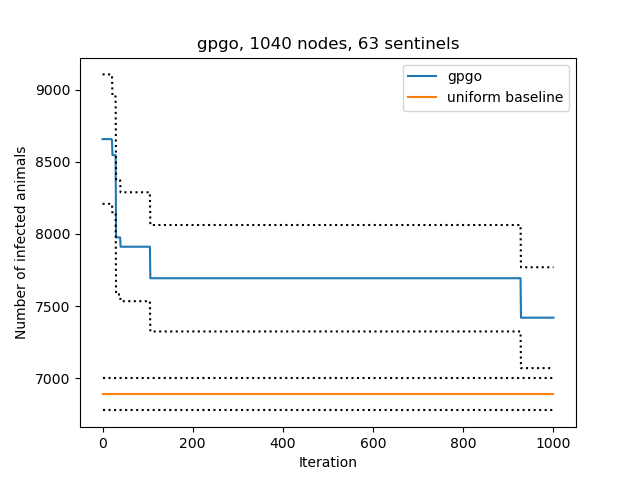 gpgo, 1040 nodes, 63 sentinels
gpgo
uniform baseline
Number of infected animals
9000
8500
8000
7500
7000
0 200 400 600 800 1000
Iteration